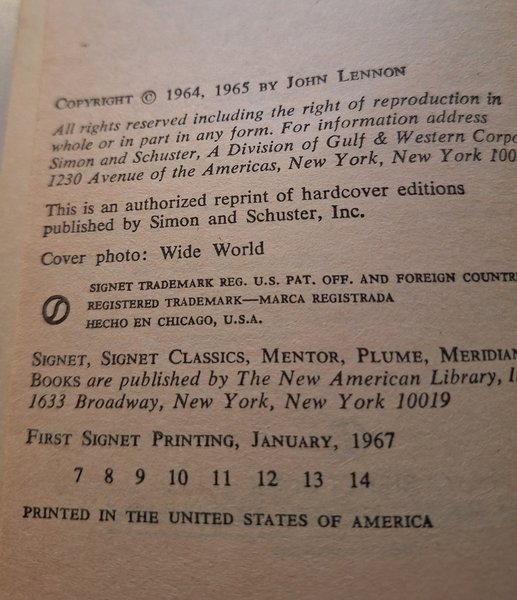 COPYRIGHT © 1964, 1965 BY JOHN LENNON
All rights reserved including the right of reproduction in
whole or in part in any form. For information address
Simon and Schuster, A Division of Gulf & Western Corpo
1230 Avenue of the Americas, New York, New York 100
This is an authorized reprint of hardcover editions
published by Simon and Schuster, Inc.
Cover photo: Wide World
SIGNET TRADEMARK REG. U.S. PAT. OFF. AND FOREIGN COUNTRI
REGISTERED TRADEMARK—MARCA REGISTRADA
HECHO EN CHICAGO, U.S.A.
SIGNET, SIGNET CLASSICS, MENTOR, PLUME, MERIDIAN
BOOKS are published by The New American Library, I
1633 Broadway, New York, New York 10019
FIRST SIGNET PRINTING, JANUARY, 1967
7 8 9 10 11 12 13 14
PRINTED IN THE UNITED STATES OF AMERICA